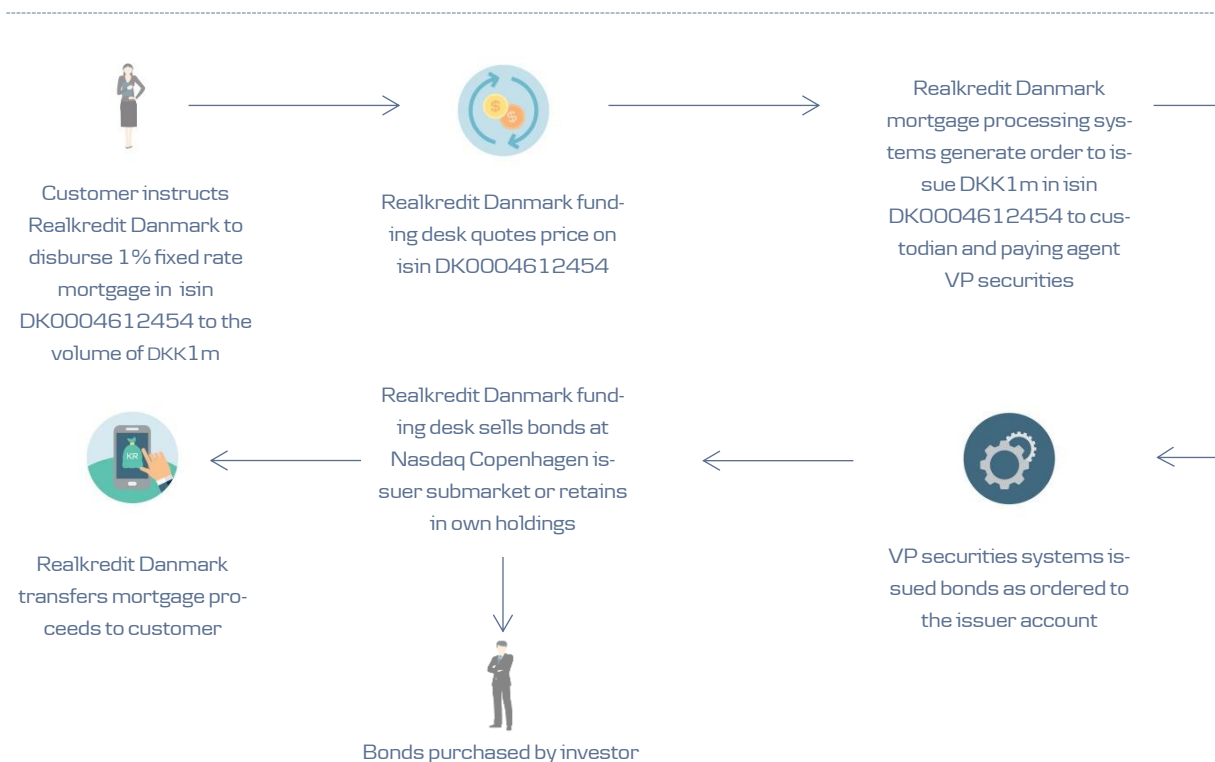 Customer instructs
Realkredit Danmark to
disburse 1% fixed rate
mortgage in isin
DK0004612454 to the
volume of DKK1m
Realkredit Danmark fund-
ing desk quotes price on
isin DK0004612454
Realkredit Danmark
mortgage processing sys-
tems generate order to is-
sue DKK1m in isin
DK0004612454 to cus-
todian and paying agent
VP securities
VP securities systems is-
sued bonds as ordered to
the issuer account
Realkredit Danmark fund-
ing desk sells bonds at
Nasdaq Copenhagen is-
suer submarket or retains
in own holdings
KR
Realkredit Danmark
transfers mortgage pro-
ceeds to customer
Bonds purchased by investor